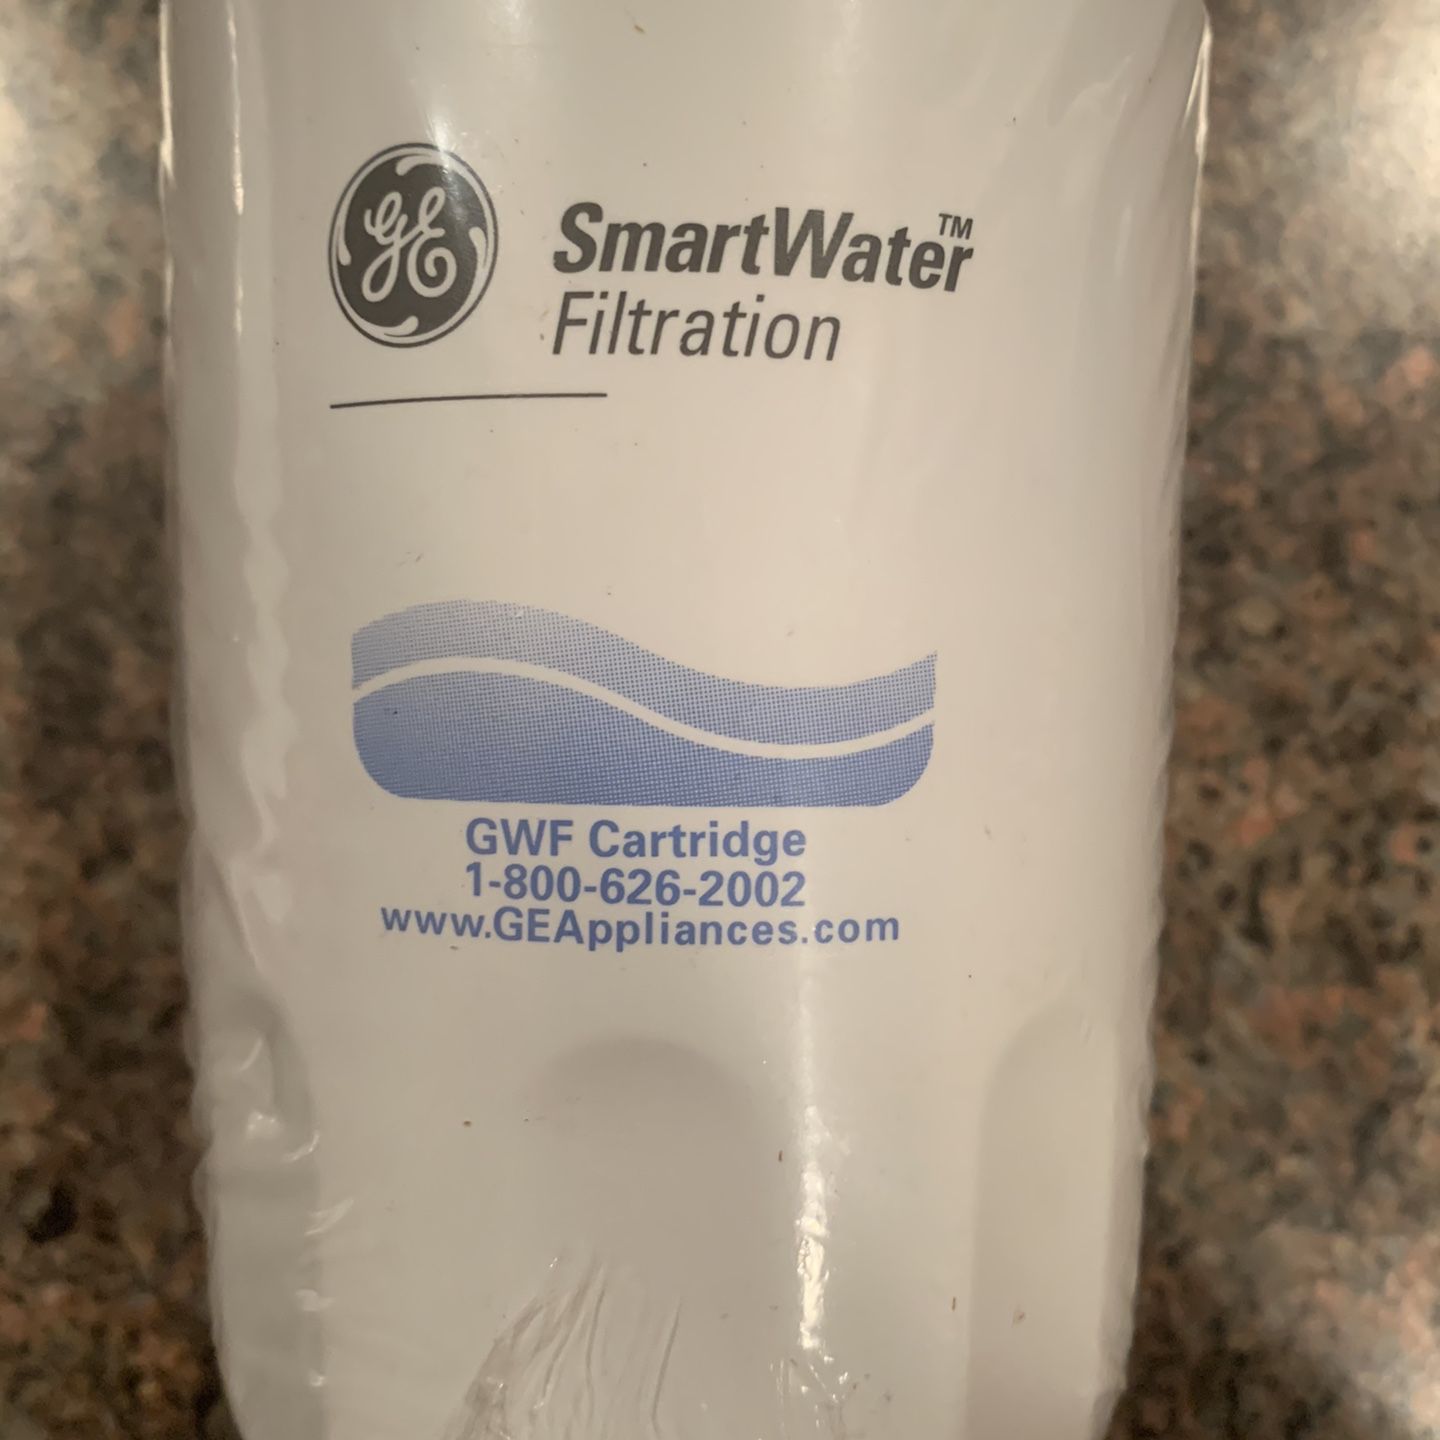 GE
SmartWater™
Filtration
GWF Cartridge
1-800-626-2002
www.GEAppliances.com